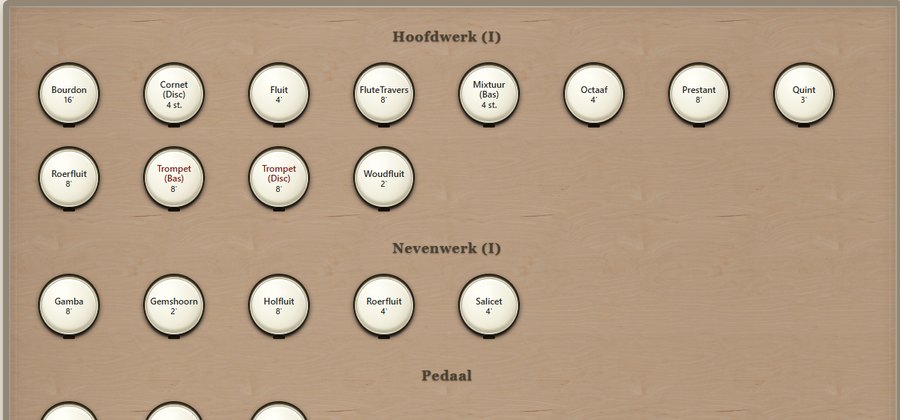 Hoofdwerk (I)
Bourdon
16'
Cornet
(Disc)
4 st.
Fluit
4'
FluteTravers
8'
Mixtuur
(Bas)
4 st.
Octaaf
4'
Prestant
8'
Quint
3'
Roerfluit
8'
Trompet
(Bas)
8'
Trompet
(Disc)
8'
Woudfluit
2'
Nevenwerk (I)
Gamba
8'
Gemshoorn
2'
Holfluit
8'
Roerfluit
4'
Salicet
4'
Pedaal